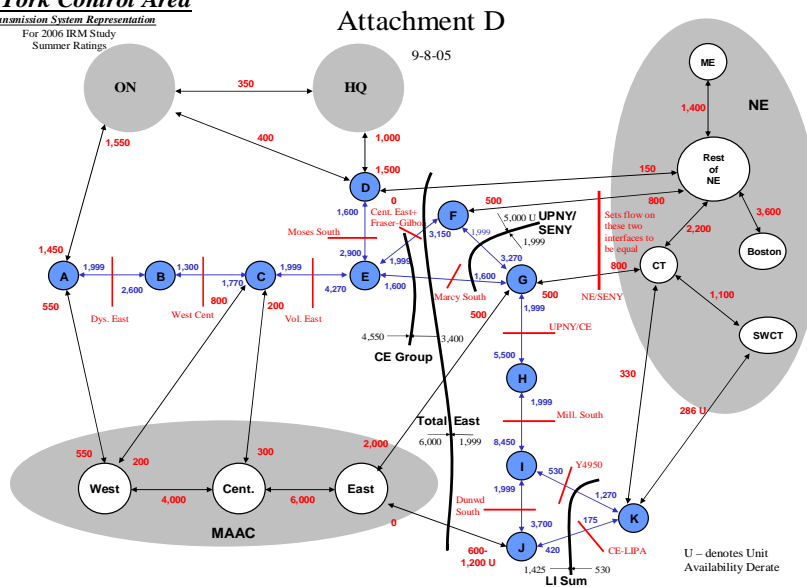 York Control Area
ansmission System Representation
For 2006 IRM Study
Summer Ratings
Attachment D
9-8-05
ON
350
HQ
ME
NE
1,400
400
1,000
1,550
1,500
150
Rest
of
NE
D
0
500
800
1,600
Cent. East+
Fraser-Gilboa
F
5,000 U
UPNY/
SENY
Sets flow on
these two
interfaces to
be equal
3,600
3,150
1,999
1,999
2,200
Moses South
Boston
1,450
2,900
1,999
3,270
800
CT
A
1,999
B
1,300
C
1,999
E
1,600
G
1,770
2,600
4,270
1,600
500
550
800
200
Marcy South
NE/SENY
1,100
Dys. East
West Cent
Vol. East
500
1,999
UPNY/CE
SWCT
4,550
3,400
5,500
CE Group
330
H
1,999
286 U
Total East
Mill. South
6,000
1,999
2,000
8,450
550
200
300
I
530
Y4950
West
4,000
Cent.
6,000
East
1,999
1,270
Dunwd
South
175
K
0
3,700
MAAC
600-
1,200 U
J
420
CE-LIPA
1,425
530
LI Sum
U – denotes Unit
Availability Derate